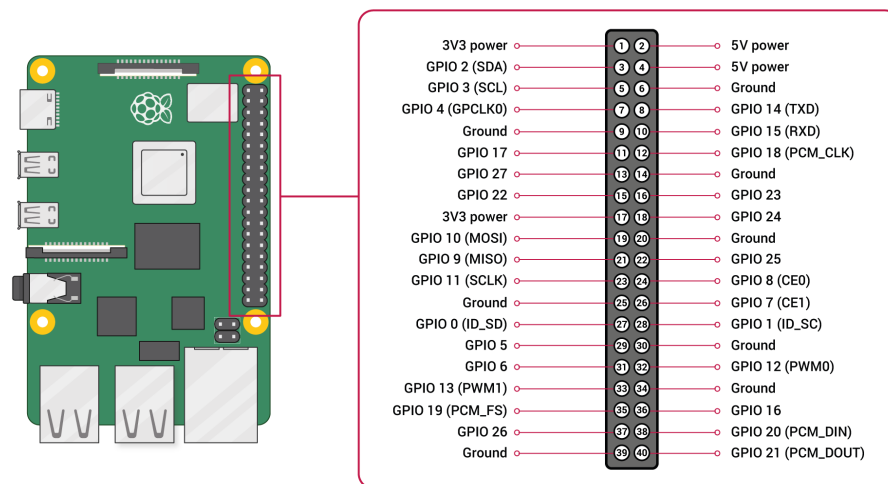 3V3 power 1 2 5V power
GPIO 2 (SDA) 3 4 5V power
GPIO 3 (SCL) 5 6 Ground
GPIO 4 (GPCLK0) 7 8 GPIO 14 (TXD)
Ground 9 10 GPIO 15 (RXD)
GPIO 17 11 12 GPIO 18 (PCM_CLK)
GPIO 27 13 14 Ground
GPIO 22 15 16 GPIO 23
3V3 power 17 18 GPIO 24
GPIO 10 (MOSI) 19 20 Ground
GPIO 9 (MISO) 21 22 GPIO 25
GPIO 11 (SCLK) 23 24 GPIO 8 (CE0)
Ground 25 26 GPIO 7 (CE1)
GPIO 0 (ID_SD) 27 28 GPIO 1 (ID_SC)
GPIO 5 29 30 Ground
GPIO 6 31 32 GPIO 12 (PWM0)
GPIO 13 (PWM1) 33 34 Ground
GPIO 19 (PCM_FS) 35 36 GPIO 16
GPIO 26 37 38 GPIO 20 (PCM_DIN)
Ground 39 40 GPIO 21 (PCM_DOUT)